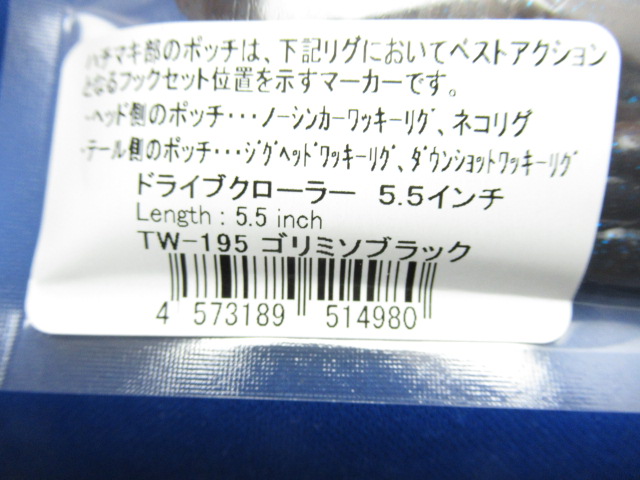 ハチマキ部のポッチは、下記リグにおいてベストアクション
となるフックセット位置を示すマーカーです。
-ヘッド側のポッチ･･･ノーシンカーワッキーリグ、ネコリグ
-テール側のポッチ･･･ジグヘッドワッキーリグ、ダウンショットワッキーリグ
ドライブクローラー 5.5インチ
Length : 5.5 inch
TW-195 ゴリミソブラック
4 573189 514980